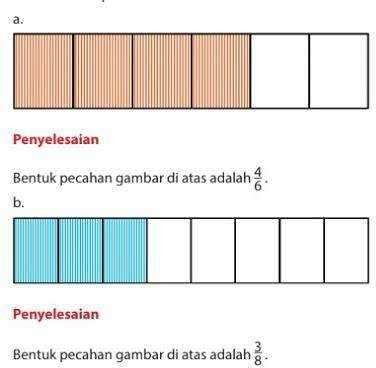 a.
Penyelesaian
Bentuk pecahan gambar di atas adalah 4/6 .
b.
Penyelesaian
Bentuk pecahan gambar di atas adalah 3/8 .